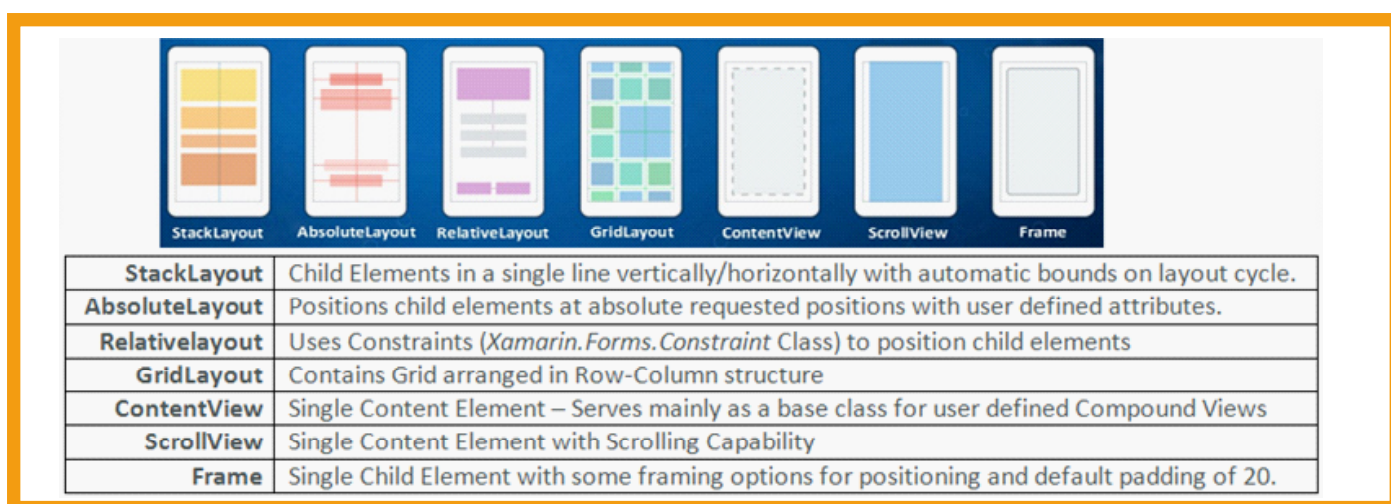 StackLayout AbsoluteLayout RelativeLayout GridLayout ContentView ScrollView Frame
StackLayout Child Elements in a single line vertically/horizontally with automatic bounds on layout cycle.
AbsoluteLayout Positions child elements at absolute requested positions with user defined attributes.
Relativelayout Uses Constraints (Xamarin.Forms.Constraint Class) to position child elements
GridLayout Contains Grid arranged in Row-Column structure
ContentView Single Content Element – Serves mainly as a base class for user defined Compound Views
ScrollView Single Content Element with Scrolling Capability
Frame Single Child Element with some framing options for positioning and default padding of 20.